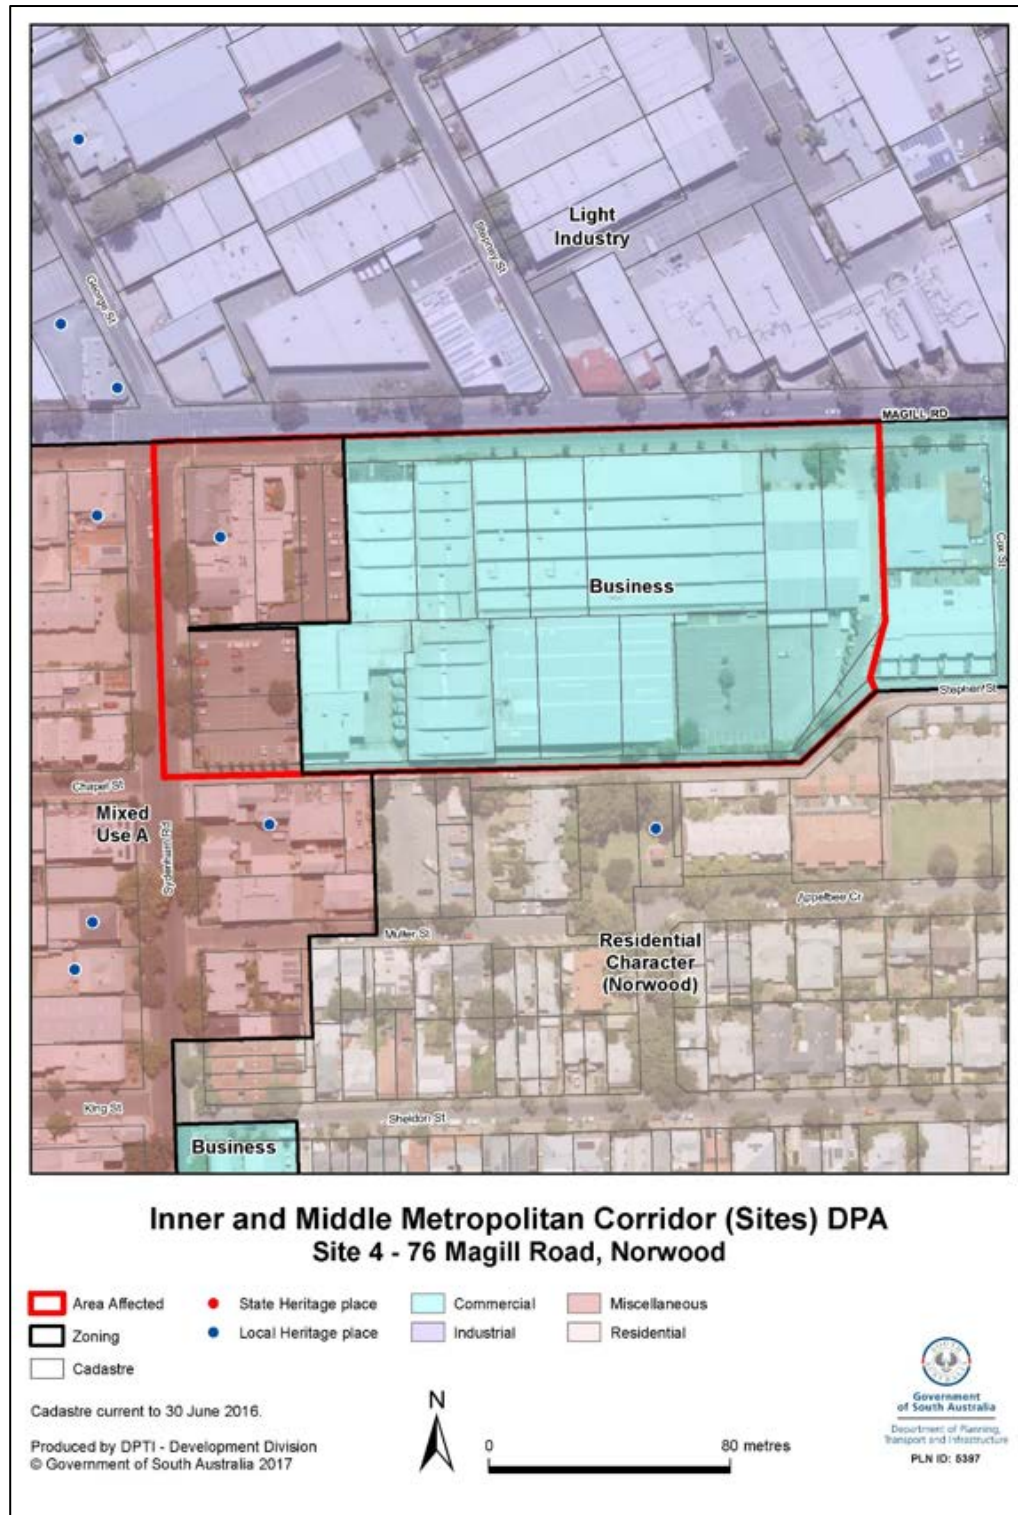 Light
Industry
Stepney St
George St
MAGILL RD
Business
Cox St
Stephen St
Chapel St
Mixed
Use A
Sydenham Rd
Appelbee Cr
Muller St
Residential
Character
(Norwood)
King St
Sheldon St
Business
Inner and Middle Metropolitan Corridor (Sites) DPA
Site 4 - 76 Magill Road, Norwood
Area Affected
State Heritage place
Commercial
Miscellaneous
Zoning
Local Heritage place
Industrial
Residential
Cadastre
Cadastre current to 30 June 2016.
Produced by DPTI - Development Division
© Government of South Australia 2017
N
0 80 metres
SOUTH AUSTRALIA
Government
of South Australia
Department of Planning,
Transport and Infrastructure
PLN ID: 5397